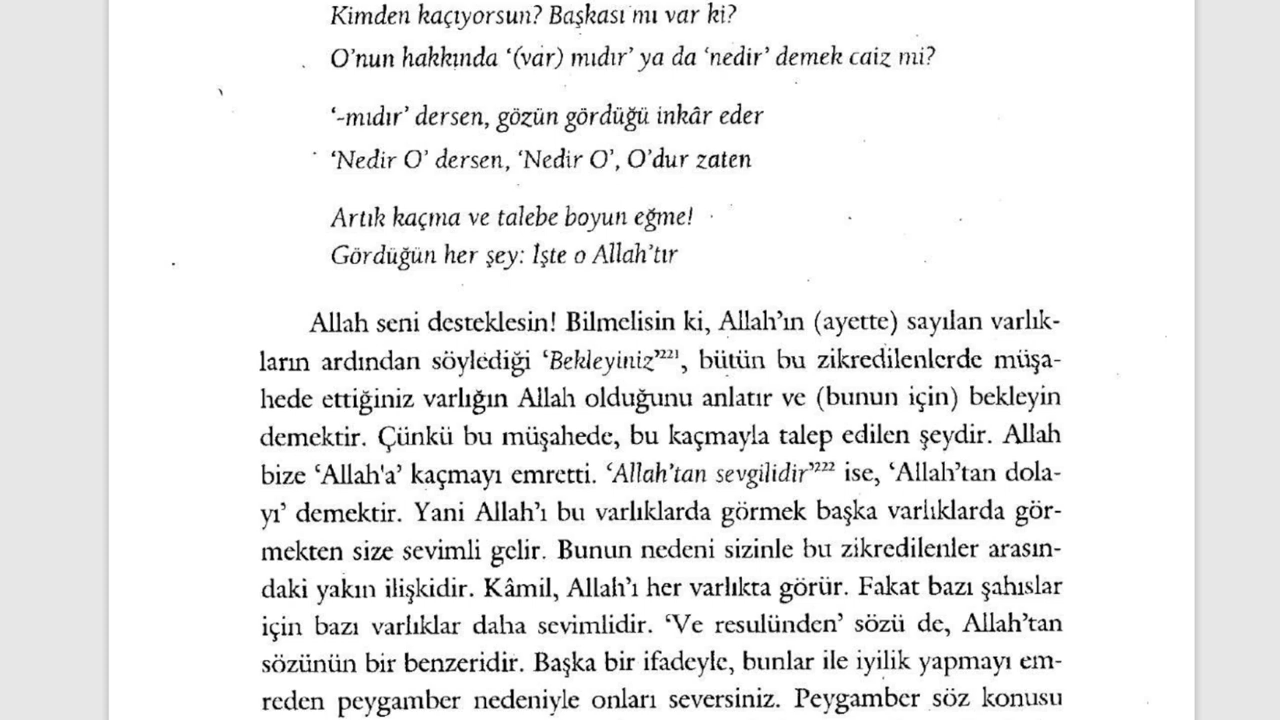 Kimden kaçıyorsun? Başkası mı var ki?
O’nun hakkında ‘(var) mıdır’ ya da ‘nedir’ demek caiz mi?
‘-mıdır’ dersen, gözün gördüğü inkâr eder
‘Nedir O’ dersen, ‘Nedir O’, O’dur zaten
Artık kaçma ve talebe boyun eğme!
Gördüğün her şey: İşte o Allah’tır
Allah seni desteklesin! Bilmelisin ki, Allah’ın (ayette) sayılan varlık-
ların ardından söylediği ‘Bekleyiniz’²²¹, bütün bu zikredilenlerde müşa-
hede ettiğiniz varlığın Allah olduğunu anlatır ve (bunun için) bekleyin
demektir. Çünkü bu müşahede, bu kaçmayla talep edilen şeydir. Allah
bize ‘Allah'a’ kaçmayı emretti. ‘Allah’tan sevgilidir’²²² ise, ‘Allah’tan dola-
yı’ demektir. Yani Allah’ı bu varlıklarda görmek başka varlıklarda gör-
mekten size sevimli gelir. Bunun nedeni sizinle bu zikredilenler arasın-
daki yakın ilişkidir. Kâmil, Allah’ı her varlıkta görür. Fakat bazı şahıslar
için bazı varlıklar daha sevimlidir. ‘Ve resulünden’ sözü de, Allah’tan
sözünün bir benzeridir. Başka bir ifadeyle, bunlar ile iyilik yapmayı em-
reden peygamber nedeniyle onları seversiniz. Peygamber söz konusu